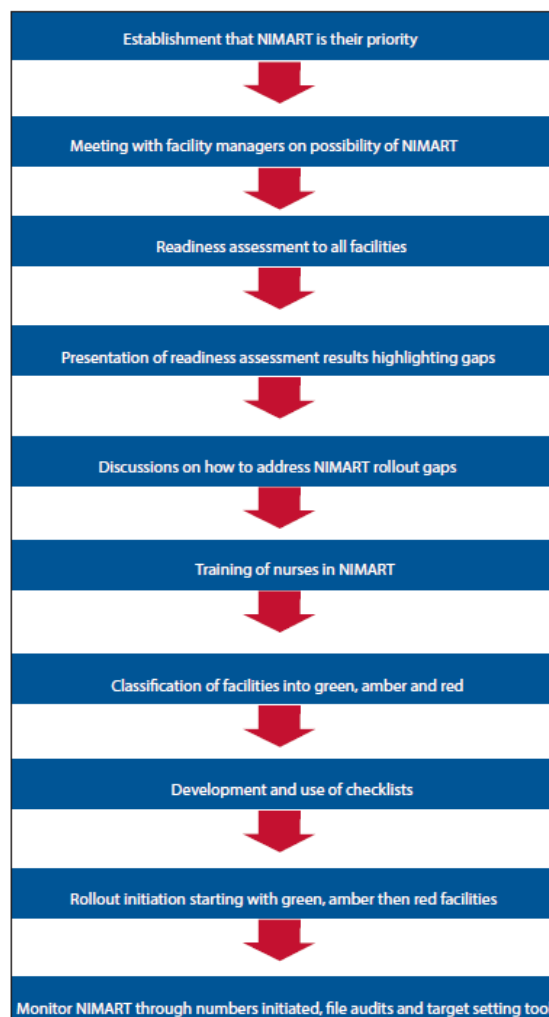 Establishment that NIMART is their priority
Meeting with facility managers on possibility of NIMART
Readiness assessment to all facilities
Presentation of readiness assessment results highlighting gaps
Discussions on how to address NIMART rollout gaps
Training of nurses in NIMART
Classification of facilities into green, amber and red
Development and use of checklists
Rollout initiation starting with green, amber then red facilities
Monitor NIMART through numbers initiated, file audits and target setting tool